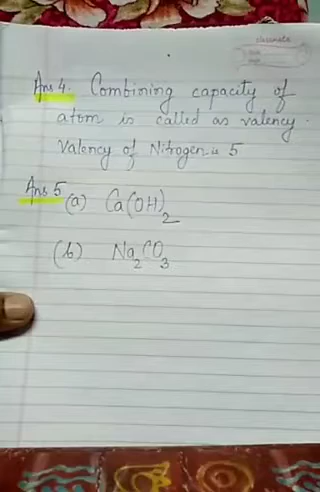 classmate
Ans 4. Combining capacity of
atom is called as valency.
Valency of Nitrogen is 5
Ans 5 (a) Ca(OH)₂
(b) Na₂CO₃